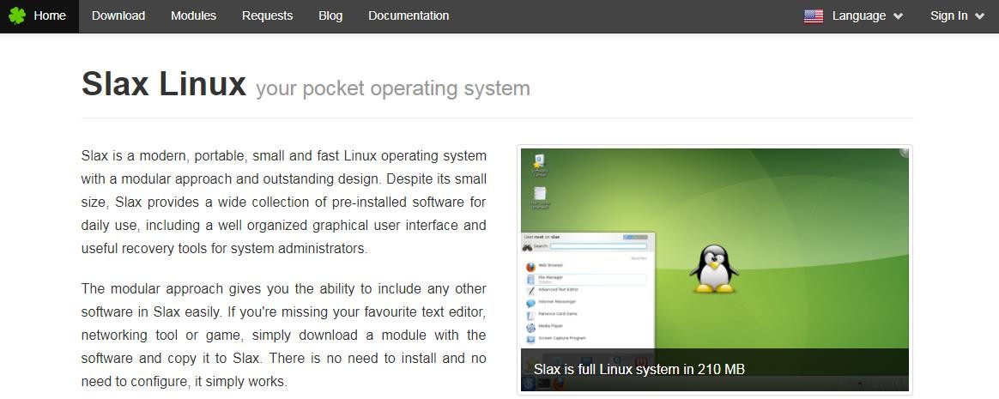 Home Download Modules Requests Blog Documentation Language Sign In
Slax Linux your pocket operating system
Slax is a modern, portable, small and fast Linux operating system
with a modular approach and outstanding design. Despite its small
size, Slax provides a wide collection of pre-installed software for
daily use, including a well organized graphical user interface and
useful recovery tools for system administrators.
The modular approach gives you the ability to include any other
software in Slax easily. If you're missing your favourite text editor,
networking tool or game, simply download a module with the
software and copy it to Slax. There is no need to install and no
need to configure, it simply works.
Software
Center
User root on slax
Search:
Favorites
Web Browser
File Manager
Dolphin
Advanced Text Editor
Internet Messenger
Patience Card Game
Media Player
Screen Capture Program
Slax is full Linux system in 210 MB